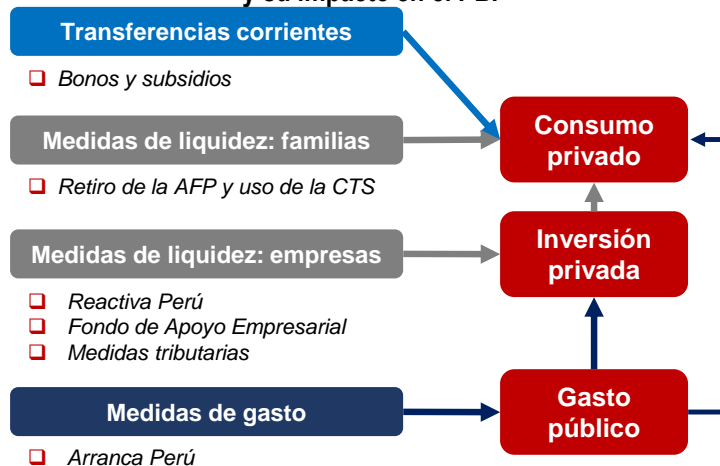 Transferencias corrientes
Bonos y subsidios
Medidas de liquidez: familias
Retiro de la AFP y uso de la CTS
Consumo
privado
Medidas de liquidez: empresas
Inversión
privada
Reactiva Perú
Fondo de Apoyo Empresarial
Medidas tributarias
Medidas de gasto
Gasto
público
Arranca Perú